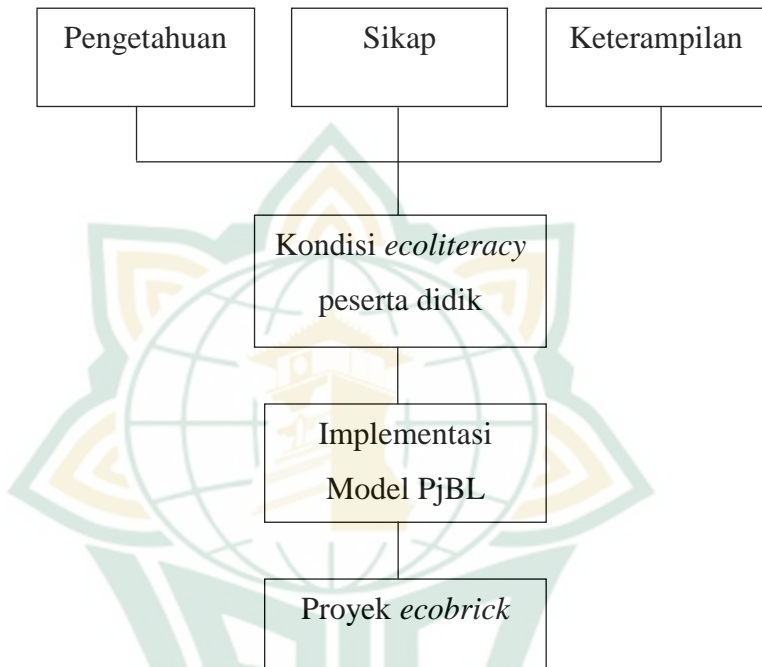 Pengetahuan
Sikap
Keterampilan
Kondisi ecoliteracy
peserta didik
Implementasi
Model PjBL
Proyek ecobrick